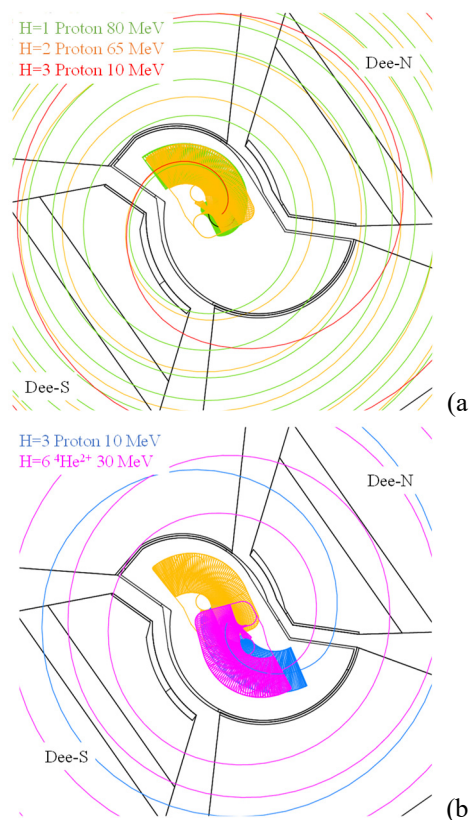 H=1 Proton 80 MeV
H=2 Proton 65 MeV
H=3 Proton 10 MeV
Dee-N
Dee-S
(a
H=3 Proton 10 MeV
H=6 ⁴He²⁺ 30 MeV
Dee-N
Dee-S
(b